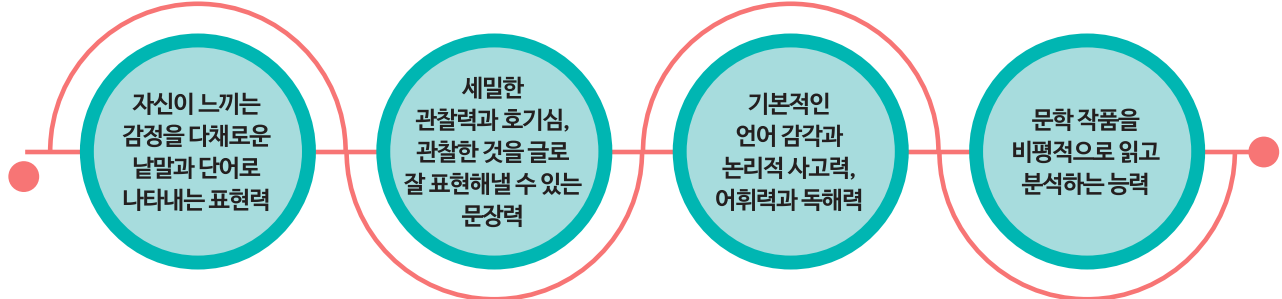 자신이 느끼는
감정을 다채로운
낱말과 단어로
나타내는 표현력
세밀한
관찰력과 호기심,
관찰한 것을 글로
잘 표현해낼 수 있는
문장력
기본적인
언어 감각과
논리적 사고력,
어휘력과 독해력
문학 작품을
비평적으로 읽고
분석하는 능력